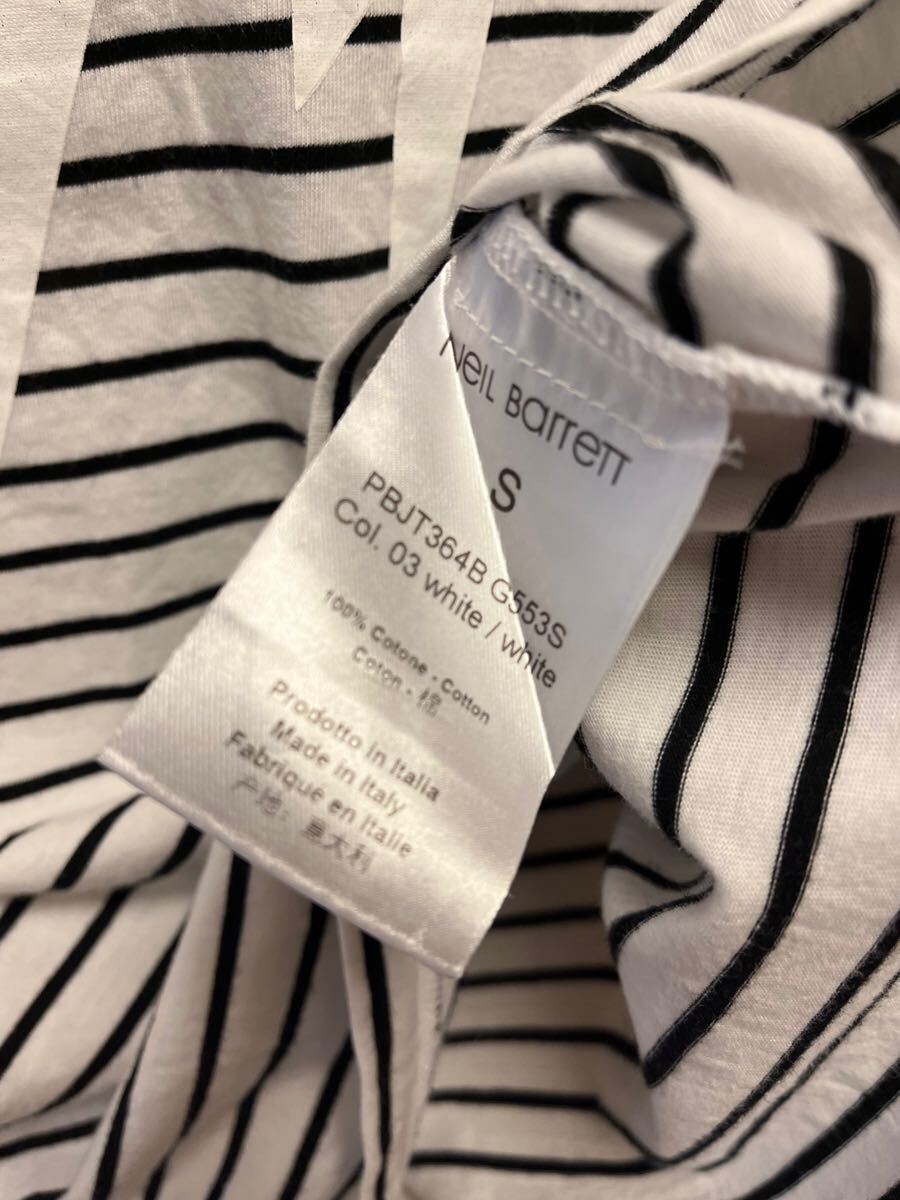 NEIL BARRETT
S
PBJT364B G553S
Col. 03 white / white
100% Cotone - Cotton
Coton - 棉
Prodotto in Italia
Made in Italy
Fabriqué en Italie
产地: 意大利